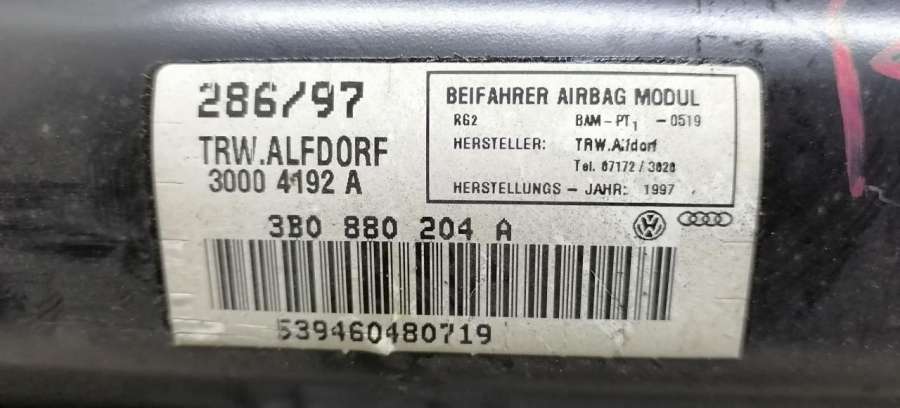 286/97
TRW.ALFDORF
3000 4192 A
BEIFAHRER AIRBAG MODUL
RG2 BAM-PT1 -0519
HERSTELLER: TRW.Alfdorf
Tel. 07172/3020
HERSTELLUNGS - JAHR: 1997
3B0 880 204 A
539460480719